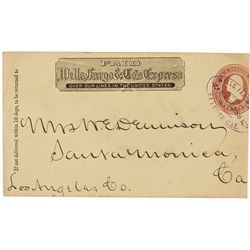 PAID
Wells Fargo & Co's Express
OVER OUR LINES IN THE UNITED STATES.
If not delivered within 10 days, to be returned to
Mrs W E Dennison
Santa Monica,
Los Angeles Co. Ca